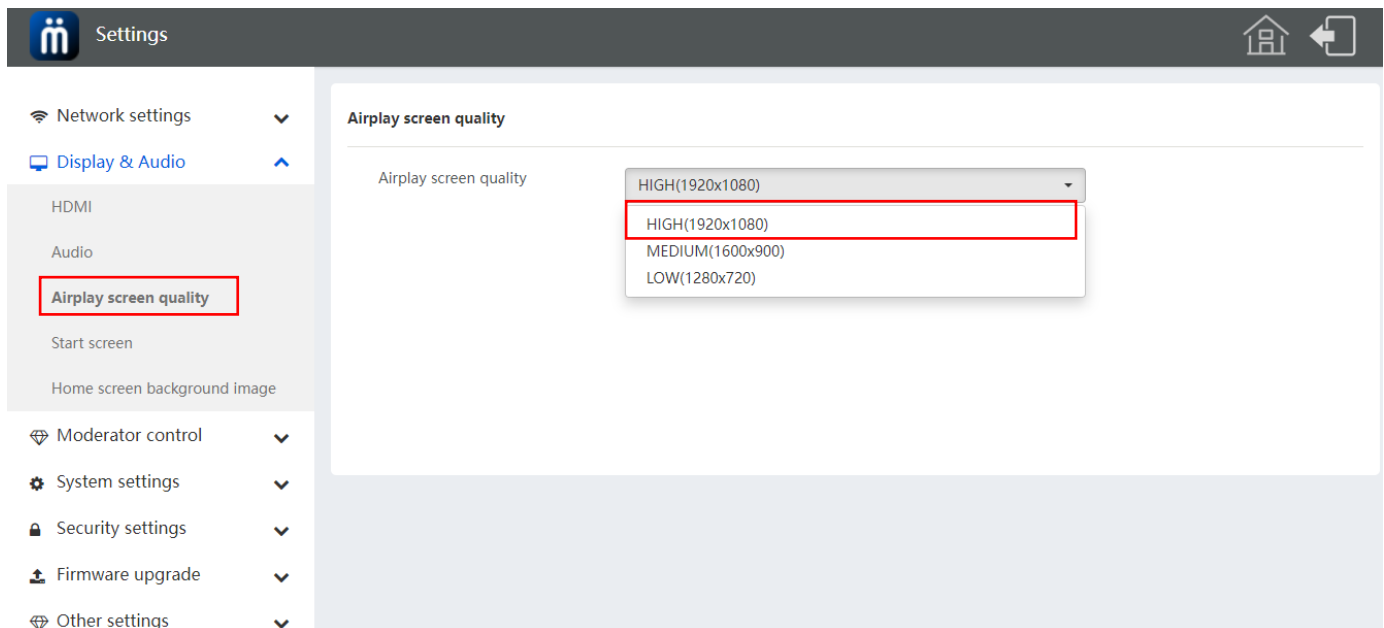 Settings
Network settings
Display & Audio
HDMI
Audio
Airplay screen quality
Start screen
Home screen background image
Moderator control
System settings
Security settings
Firmware upgrade
Other settings
Airplay screen quality
Airplay screen quality
HIGH(1920x1080)
HIGH(1920x1080)
MEDIUM(1600x900)
LOW(1280x720)